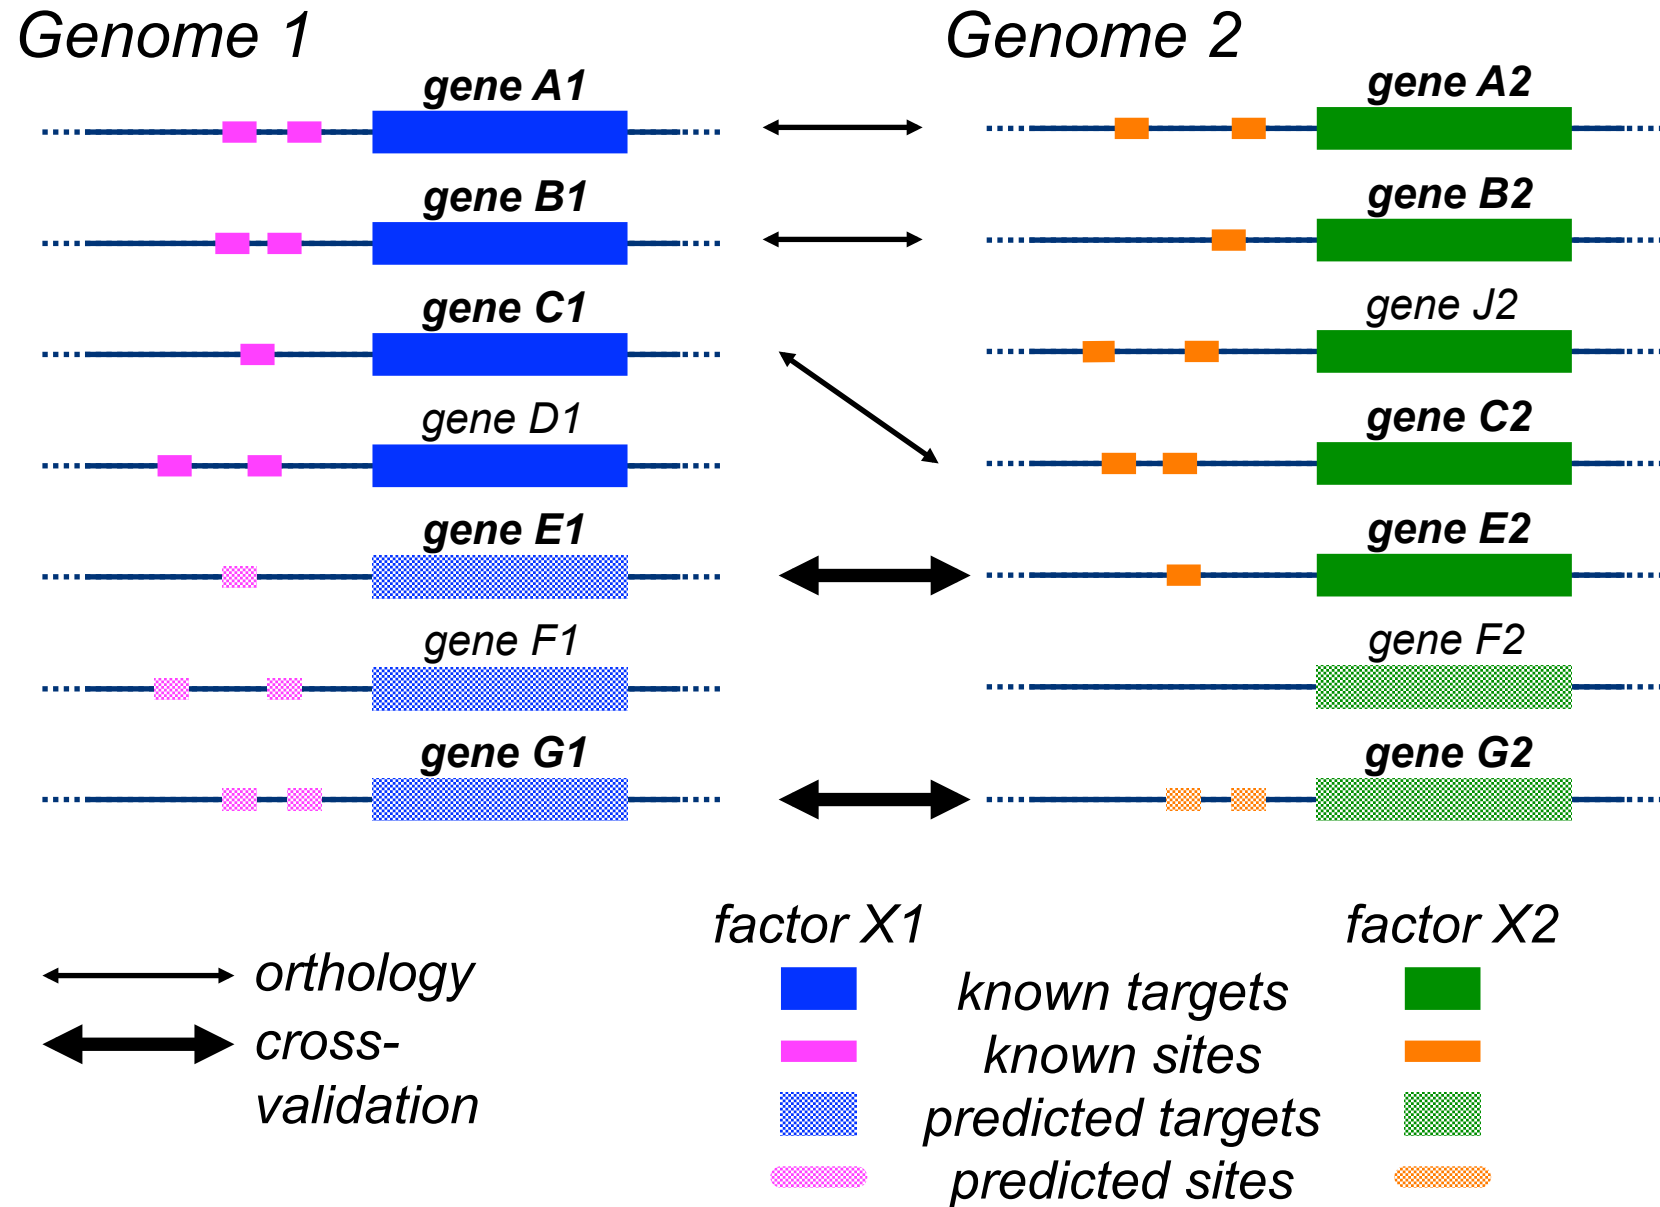 Genome 1
Genome 2
gene A1
gene A2
gene B1
gene B2
gene C1
gene J2
gene D1
gene C2
gene E1
gene E2
gene F1
gene F2
gene G1
gene G2
factor X1
factor X2
orthology
known targets
cross-
validation
known sites
predicted targets
predicted sites